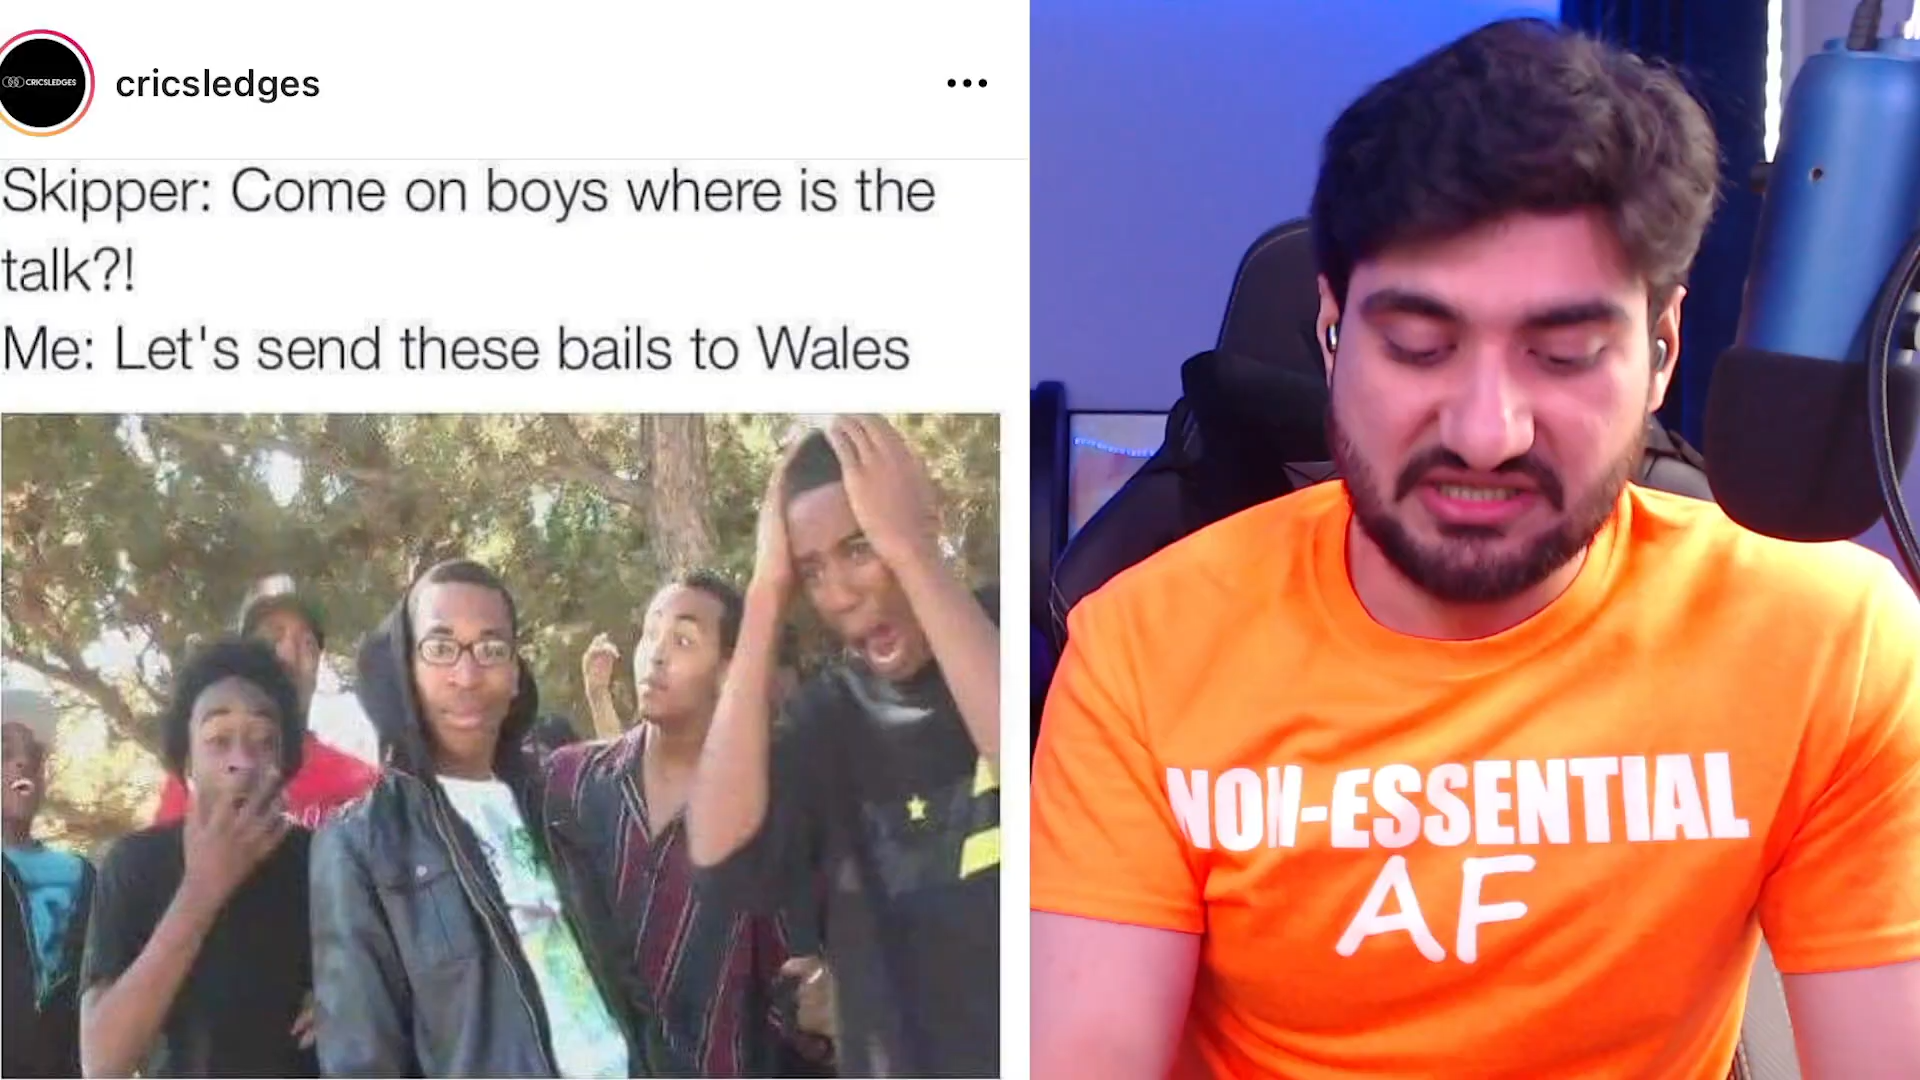 CRICSLEDGES
cricsledges
Skipper: Come on boys where is the
talk?!
Me: Let's send these bails to Wales
NON-ESSENTIAL
AF